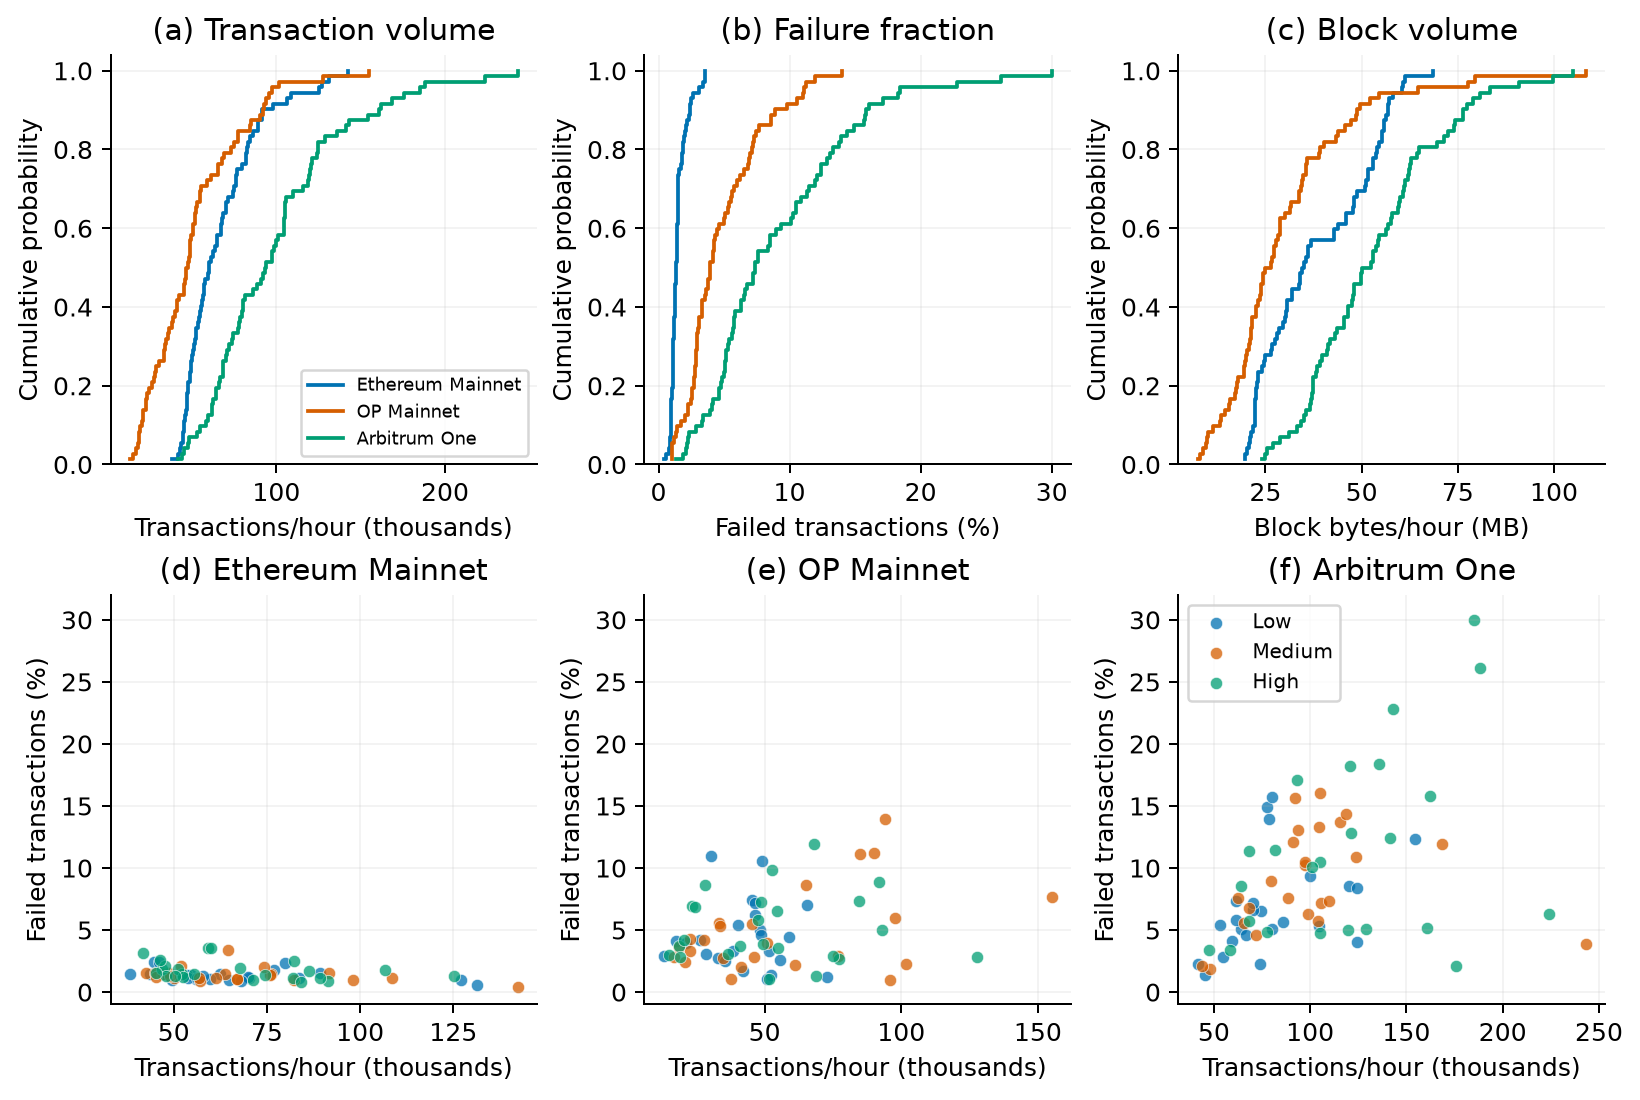 (a) Transaction volume
Cumulative probability
1.0
0.8
0.6
0.4
0.2
0.0
Ethereum Mainnet
OP Mainnet
Arbitrum One
100
200
Transactions/hour (thousands)
(b) Failure fraction
Cumulative probability
1.0
0.8
0.6
0.4
0.2
0.0
0
10
20
30
Failed transactions (%)
(c) Block volume
Cumulative probability
1.0
0.8
0.6
0.4
0.2
0.0
25
50
75
100
Block bytes/hour (MB)
(d) Ethereum Mainnet
Failed transactions (%)
30
25
20
15
10
5
0
50
75
100
125
Transactions/hour (thousands)
(e) OP Mainnet
Failed transactions (%)
30
25
20
15
10
5
0
50
100
150
Transactions/hour (thousands)
(f) Arbitrum One
Failed transactions (%)
30
25
20
15
10
5
0
Low
Medium
High
50
100
150
200
250
Transactions/hour (thousands)